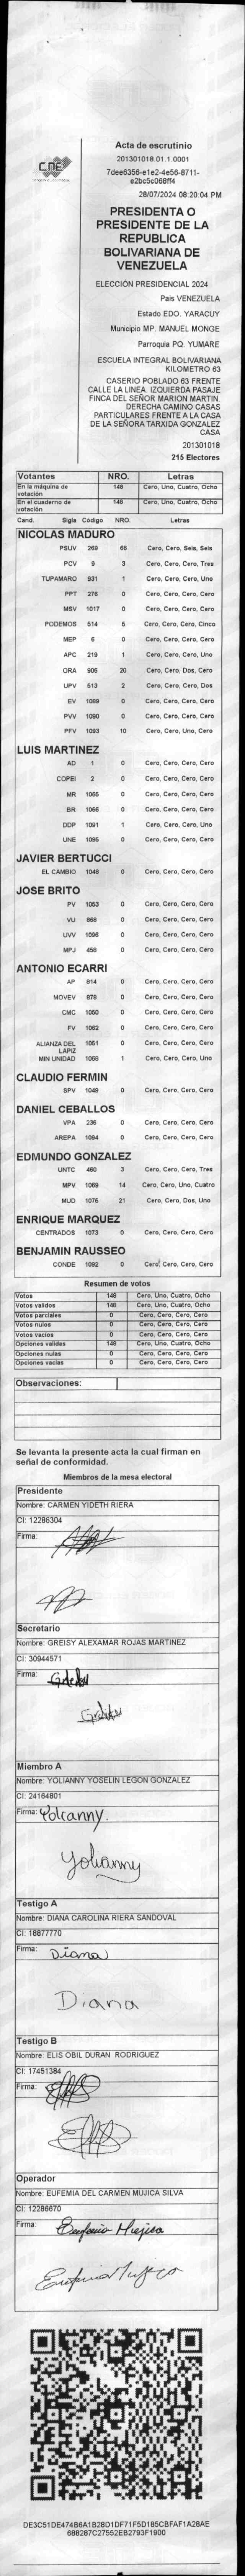 CNE
Acta de escrutinio
201301018.01.1.0001
7dee6356-e1e2-4e56-8711-
e2bc5c068ff4
28/07/2024 08:20:04 PM
PRESIDENTA O
PRESIDENTE DE LA
REPUBLICA
BOLIVARIANA DE
VENEZUELA
ELECCIÓN PRESIDENCIAL 2024
Pais VENEZUELA
Estado EDO. YARACUY
Municipio MP. MANUEL MONGE
Parroquia PQ. YUMARE
ESCUELA INTEGRAL BOLIVARIANA
KILOMETRO 63
CASERIO POBLADO 63 FRENTE
CALLE LA LINEA. IZQUIERDA PASAJE
FINCA DEL SEÑOR MARION MARTIN.
DERECHA CAMINO CASAS
PARTICULARES FRENTE A LA CASA
DE LA SEÑORA TARXIDA GONZALEZ
CASA
201301018
215 Electores
Votantes NRO. Letras
En la máquina de votación 148 Cero, Uno, Cuatro, Ocho
En el cuaderno de votación 148 Cero, Uno, Cuatro, Ocho
Cand. Sigla Código NRO. Letras
NICOLAS MADURO
PSUV 269 66 Cero, Cero, Seis, Seis
PCV 9 3 Cero, Cero, Cero, Tres
TUPAMARO 931 1 Cero, Cero, Cero, Uno
PPT 276 0 Cero, Cero, Cero, Cero
MSV 1017 0 Cero, Cero, Cero, Cero
PODEMOS 514 5 Cero, Cero, Cero, Cinco
MEP 6 0 Cero, Cero, Cero, Cero
APC 219 1 Cero, Cero, Cero, Uno
ORA 906 20 Cero, Cero, Dos, Cero
UPV 513 2 Cero, Cero, Cero, Dos
EV 1089 0 Cero, Cero, Cero, Cero
PVV 1090 0 Cero, Cero, Cero, Cero
PFV 1093 10 Cero, Cero, Uno, Cero
LUIS MARTINEZ
AD 1 0 Cero, Cero, Cero, Cero
COPEI 2 0 Cero, Cero, Cero, Cero
MR 1065 0 Cero, Cero, Cero, Cero
BR 1066 0 Cero, Cero, Cero, Cero
DDP 1091 1 Cero, Cero, Cero, Uno
UNE 1095 0 Cero, Cero, Cero, Cero
JAVIER BERTUCCI
EL CAMBIO 1048 0 Cero, Cero, Cero, Cero
JOSE BRITO
PV 1053 0 Cero, Cero, Cero, Cero
VU 868 0 Cero, Cero, Cero, Cero
UVV 1096 0 Cero, Cero, Cero, Cero
MPJ 458 0 Cero, Cero, Cero, Cero
ANTONIO ECARRI
AP 814 0 Cero, Cero, Cero, Cero
MOVEV 878 0 Cero, Cero, Cero, Cero
CMC 1050 0 Cero, Cero, Cero, Cero
FV 1062 0 Cero, Cero, Cero, Cero
ALIANZA DEL LAPIZ 1051 0 Cero, Cero, Cero, Cero
MIN UNIDAD 1068 1 Cero, Cero, Cero, Uno
CLAUDIO FERMIN
SPV 1049 0 Cero, Cero, Cero, Cero
DANIEL CEBALLOS
VPA 236 0 Cero, Cero, Cero, Cero
AREPA 1094 0 Cero, Cero, Cero, Cero
EDMUNDO GONZALEZ
UNTC 460 3 Cero, Cero, Cero, Tres
MPV 1069 14 Cero, Cero, Uno, Cuatro
MUD 1075 21 Cero, Cero, Dos, Uno
ENRIQUE MARQUEZ
CENTRADOS 1073 0 Cero, Cero, Cero, Cero
BENJAMIN RAUSSEO
CONDE 1092 0 Cero, Cero, Cero, Cero
Resumen de votos
Votos 148 Cero, Uno, Cuatro, Ocho
Votos validos 148 Cero, Uno, Cuatro, Ocho
Votos parciales 0 Cero, Cero, Cero, Cero
Votos nulos 0 Cero, Cero, Cero, Cero
Votos vacios 0 Cero, Cero, Cero, Cero
Opciones validas 148 Cero, Uno, Cuatro, Ocho
Opciones nulas 0 Cero, Cero, Cero, Cero
Opciones vacias 0 Cero, Cero, Cero, Cero
Observaciones:
Se levanta la presente acta la cual firman en
señal de conformidad.
Miembros de la mesa electoral
Presidente
Nombre: CARMEN YIDETH RIERA
CI: 12286304
Firma:
Secretario
Nombre: GREISY ALEXAMAR ROJAS MARTINEZ
CI: 30944571
Firma:
Miembro A
Nombre: YOLIANNY YOSELIN LEGON GONZALEZ
CI: 24164801
Firma: Yolianny.
Yolianny
Testigo A
Nombre: DIANA CAROLINA RIERA SANDOVAL
CI: 18877770
Firma: Diana
Diana
Testigo B
Nombre: ELIS OBIL DURAN RODRIGUEZ
CI: 17451384
Firma:
Operador
Nombre: EUFEMIA DEL CARMEN MUJICA SILVA
CI: 12286670
Firma: Eufemia Mujica
Eufemia Mujica
DE3C51DE474B6A1B28D1DF71F5D185CBFAF1A28AE
688287C27552EB2793F1900